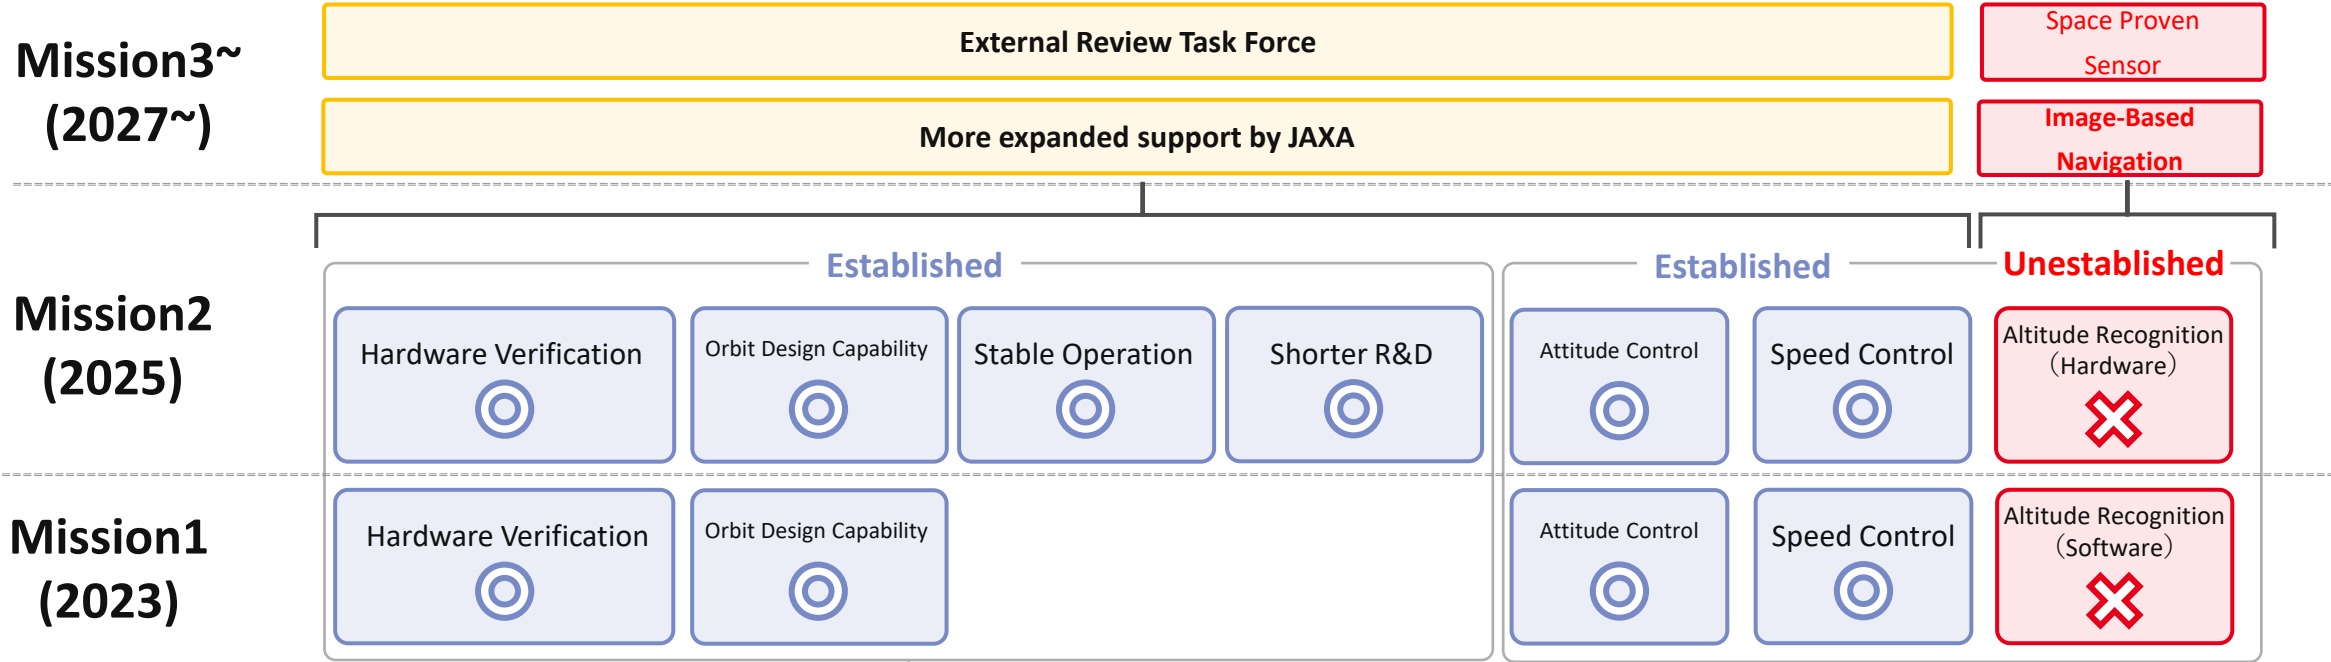 Mission3~
(2027~)
External Review Task Force
Space Proven
Sensor
More expanded support by JAXA
Image-Based
Navigation
Established
Established
Unestablished
Mission2
(2025)
Hardware Verification
Orbit Design Capability
Stable Operation
Shorter R&D
Attitude Control
Speed Control
Altitude Recognition
（Hardware）
Mission1
(2023)
Hardware Verification
Orbit Design Capability
Attitude Control
Speed Control
Altitude Recognition
（Software）